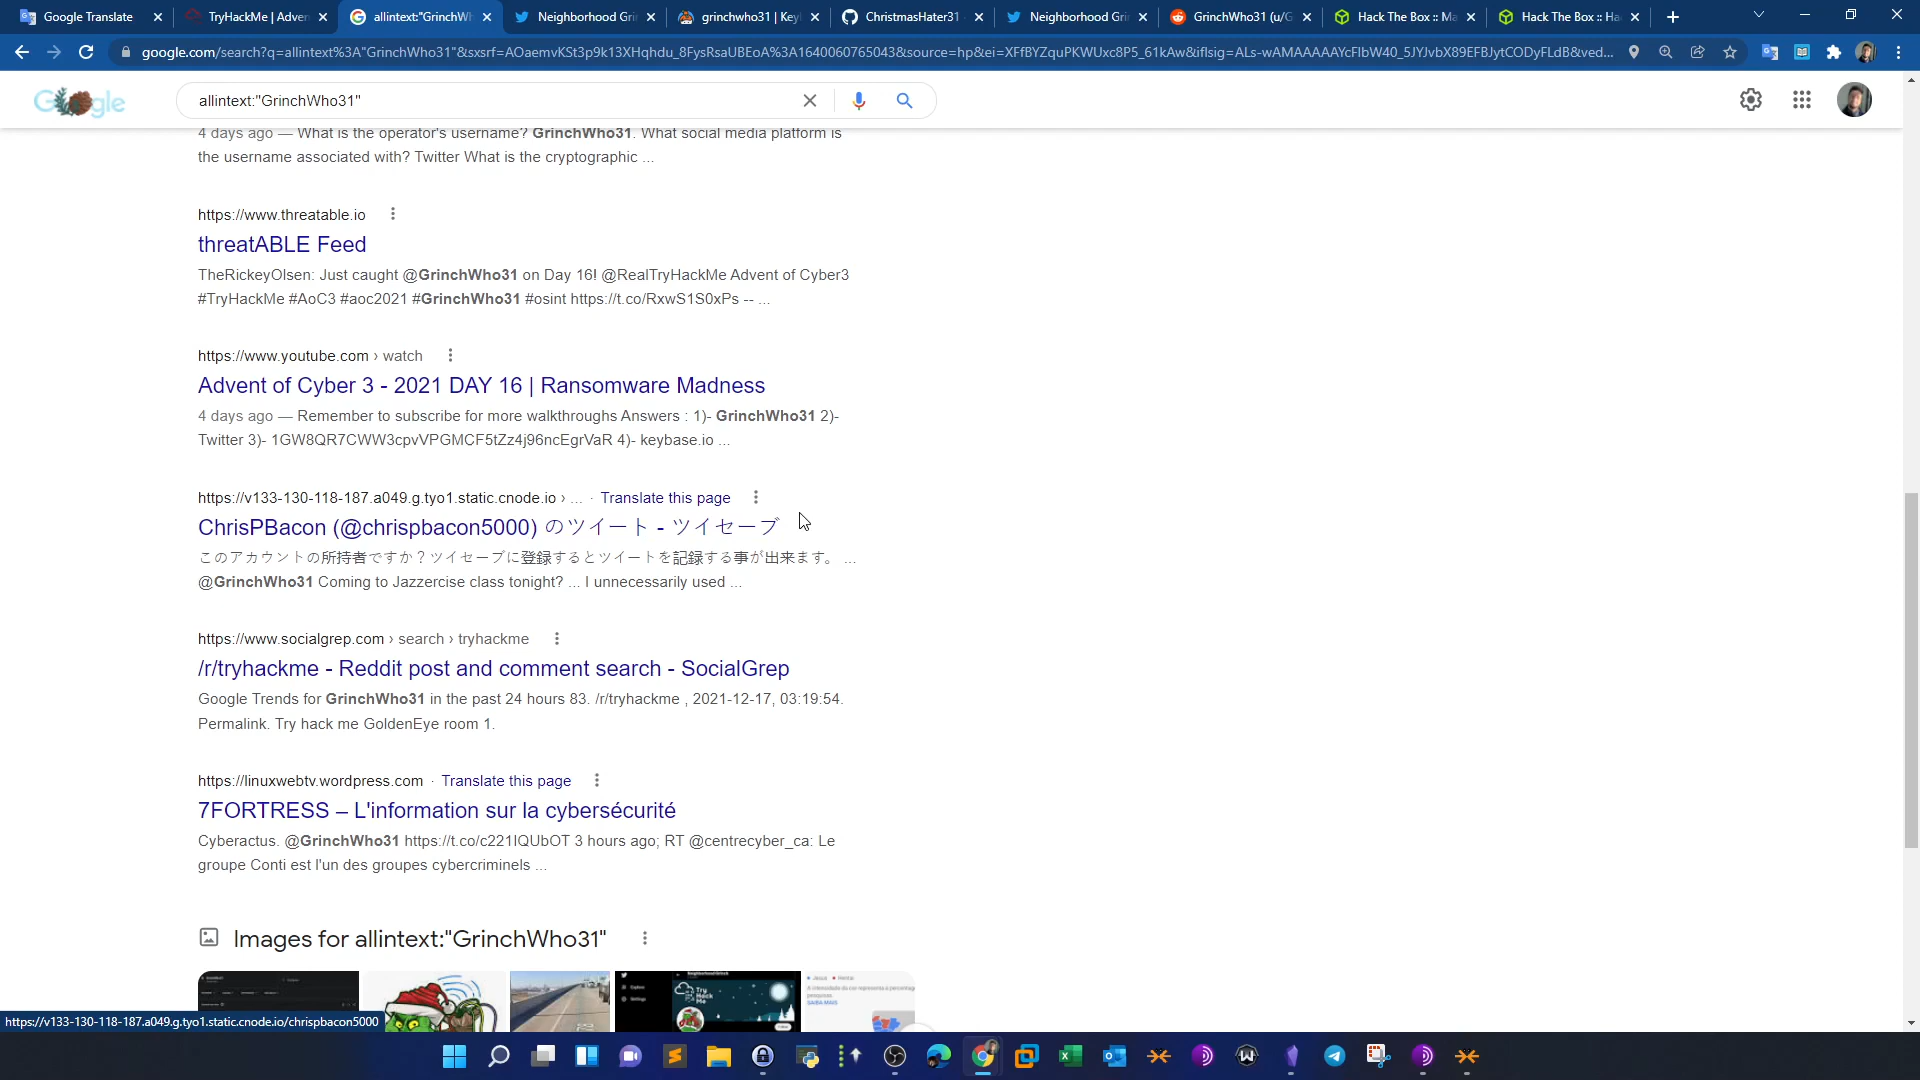 Google Translate
TryHackMe | Adven
allintext:"GrinchWh
Neighborhood Gri
grinchwho31 | Key
ChristmasHater31
Neighborhood Gri
GrinchWho31 (u/G
Hack The Box :: Ma
Hack The Box :: Ha
google.com/search?q=allintext%3A"GrinchWho31"&sxsrf=AOaemvKSt3p9k13XHqhdu_8FysRsaUBEoA%3A1640060765043&source=hp&ei=XFfBYZquPKWUxc8P5_61kAw&iflsig=ALs-wAMAAAAAYcFlbW40_5JYJvbX89EFBJytCODyFLdB&ved...
Google
allintext:"GrinchWho31"
4 days ago — What is the operator's username? GrinchWho31. What social media platform is
the username associated with? Twitter What is the cryptographic ...
https://www.threatable.io
threatABLE Feed
TheRickeyOlsen: Just caught @GrinchWho31 on Day 16! @RealTryHackMe Advent of Cyber3
#TryHackMe #AoC3 #aoc2021 #GrinchWho31 #osint https://t.co/RxwS1S0xPs -- ...
https://www.youtube.com › watch
Advent of Cyber 3 - 2021 DAY 16 | Ransomware Madness
4 days ago — Remember to subscribe for more walkthroughs Answers : 1)- GrinchWho31 2)-
Twitter 3)- 1GW8QR7CWW3cpvVPGMCF5tZz4j96ncEgrVaR 4)- keybase.io ...
https://v133-130-118-187.a049.g.tyo1.static.cnode.io › ... · Translate this page
ChrisPBacon (@chrispbacon5000) のツイート - ツイセーブ
このアカウントの所持者ですか？ツイセーブに登録するとツイートを記録する事が出来ます。 ...
@GrinchWho31 Coming to Jazzercise class tonight? ... I unnecessarily used ...
https://www.socialgrep.com › search › tryhackme
/r/tryhackme - Reddit post and comment search - SocialGrep
Google Trends for GrinchWho31 in the past 24 hours 83. /r/tryhackme , 2021-12-17, 03:19:54.
Permalink. Try hack me GoldenEye room 1.
https://linuxwebtv.wordpress.com · Translate this page
7FORTRESS – L'information sur la cybersécurité
Cyberactus. @GrinchWho31 https://t.co/c221IQUbOT 3 hours ago; RT @centrecyber_ca: Le
groupe Conti est l'un des groupes cybercriminels ...
Images for allintext:"GrinchWho31"
Try
Hack
Me
https://v133-130-118-187.a049.g.tyo1.static.cnode.io/chrispbacon5000